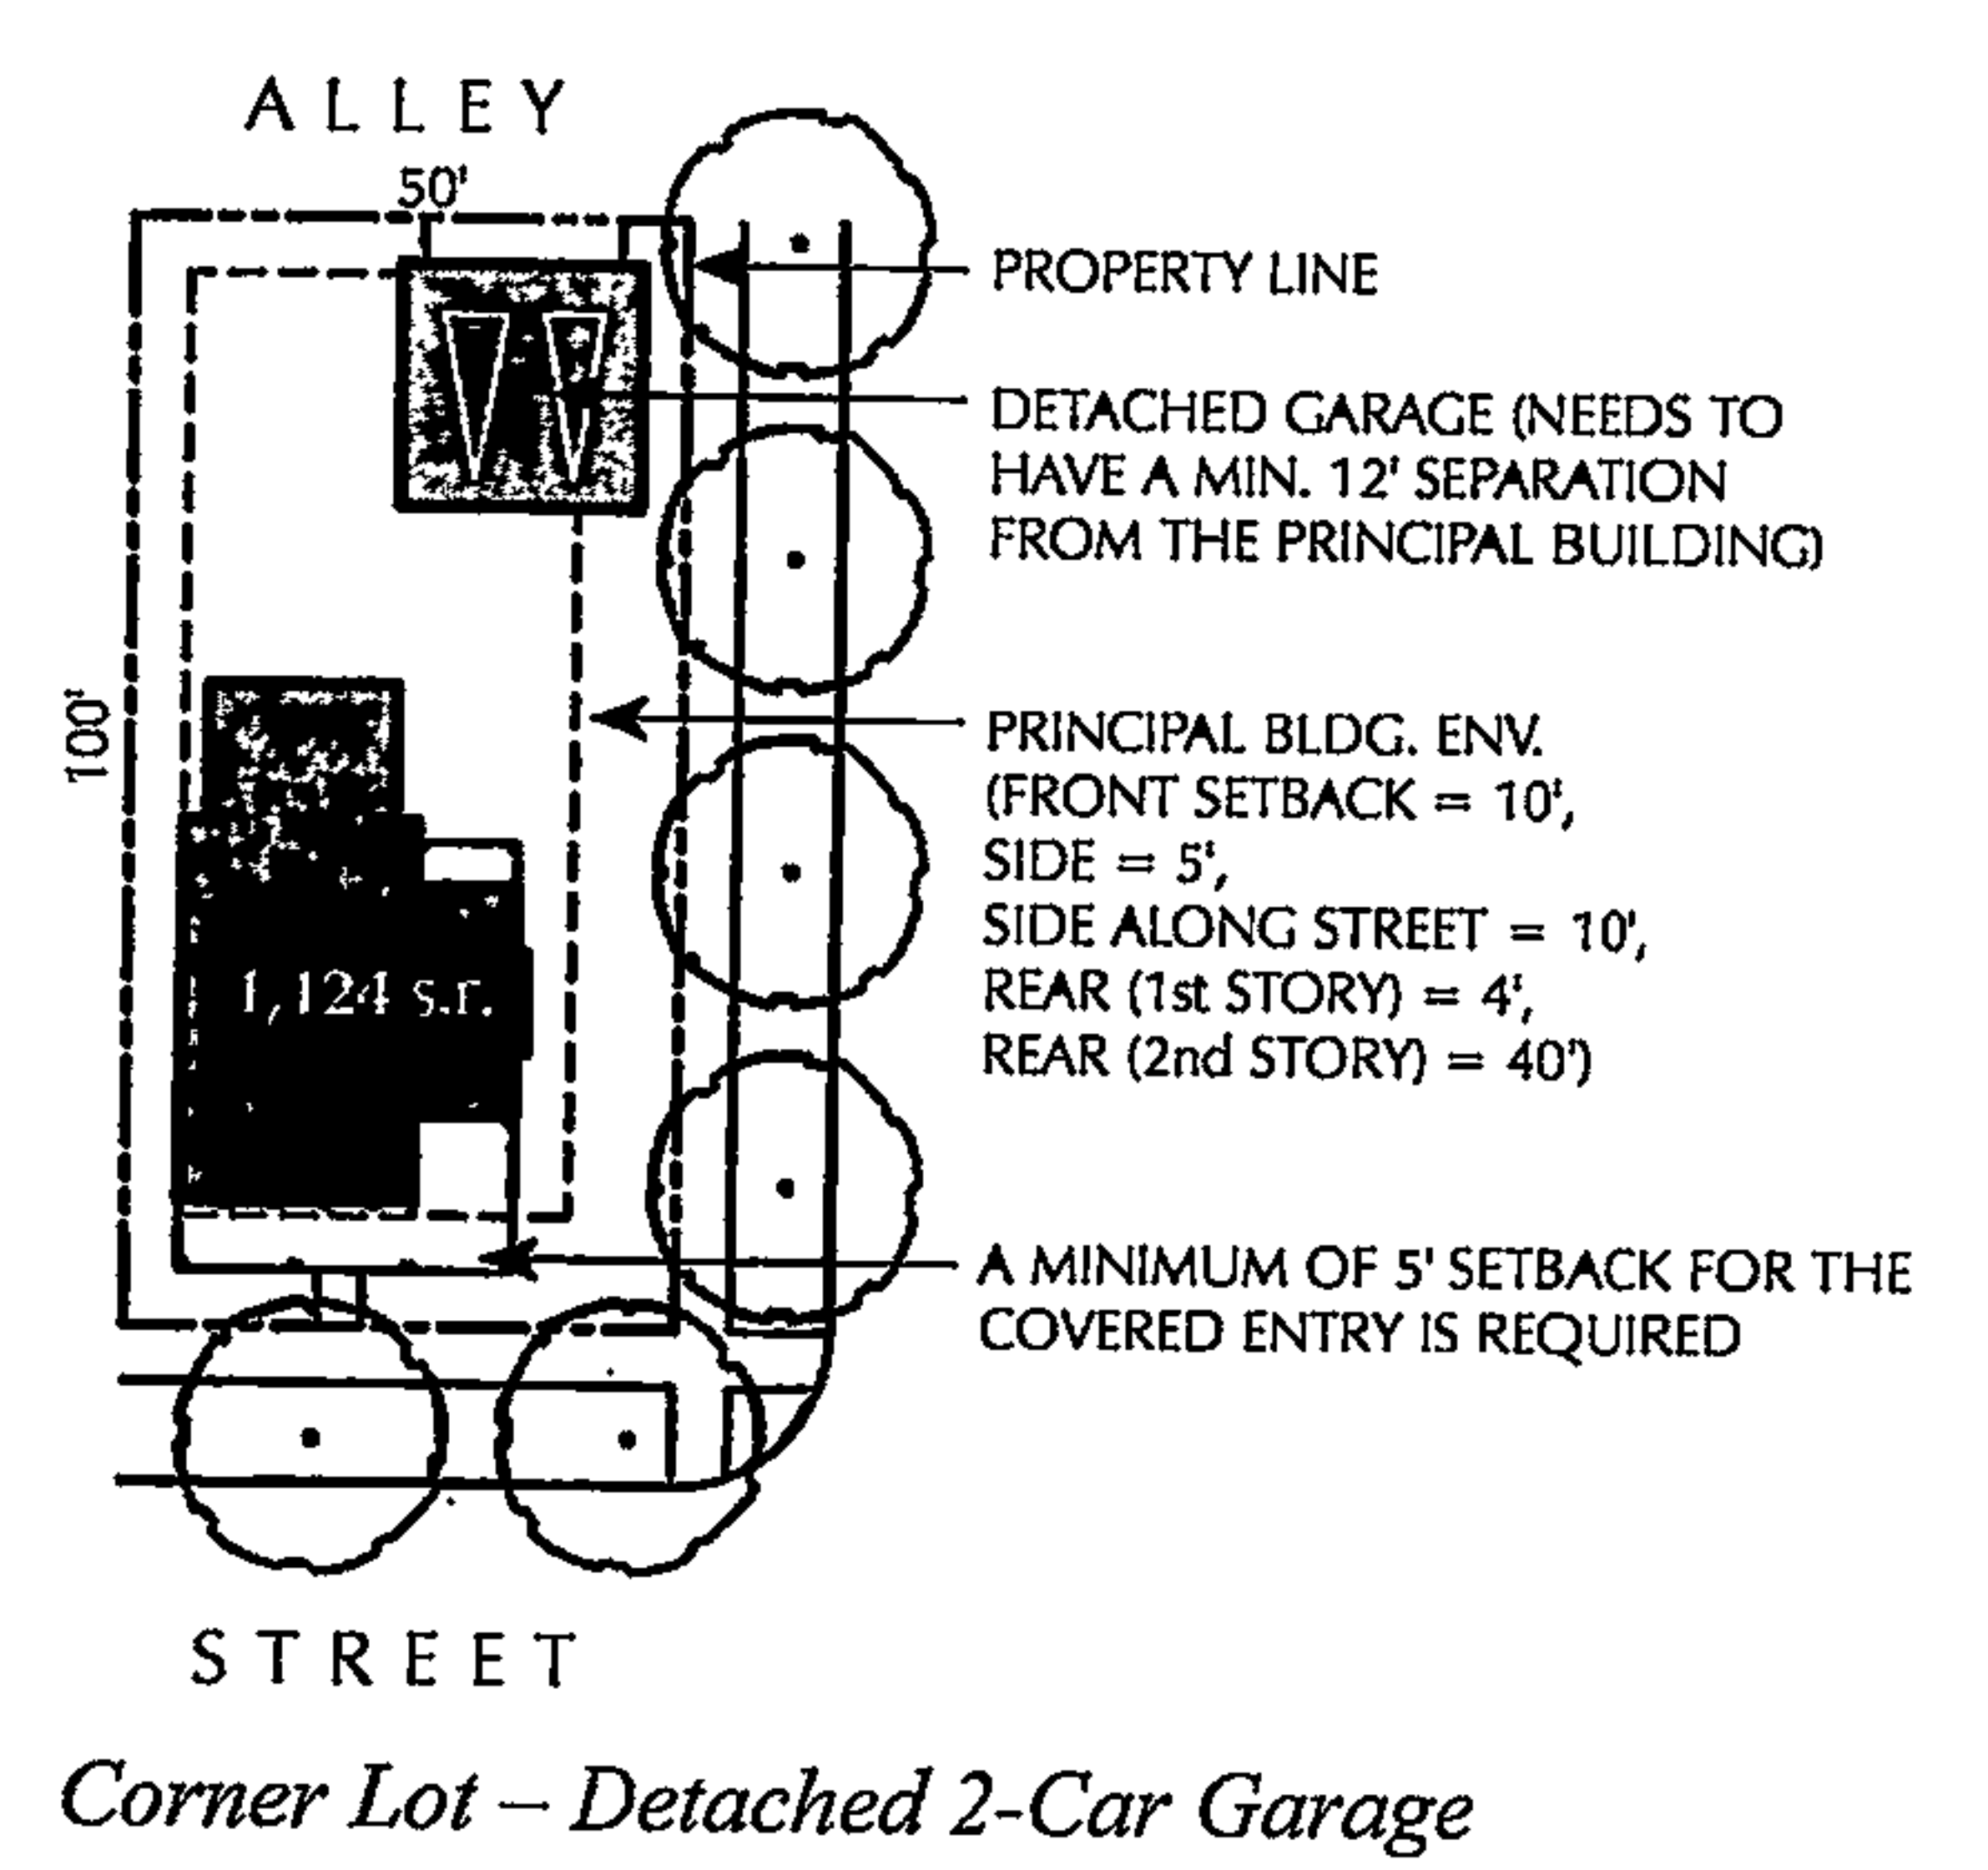 ALLEY
50'
PROPERTY LINE
DETACHED GARAGE (NEEDS TO
HAVE A MIN. 12' SEPARATION
FROM THE PRINCIPAL BUILDING)
100'
PRINCIPAL BLDG. ENV.
(FRONT SETBACK = 10',
SIDE = 5',
SIDE ALONG STREET = 10',
REAR (1st STORY) = 4',
REAR (2nd STORY) = 40')
1,124 s.f.
A MINIMUM OF 5' SETBACK FOR THE
COVERED ENTRY IS REQUIRED
STREET
Corner Lot – Detached 2-Car Garage